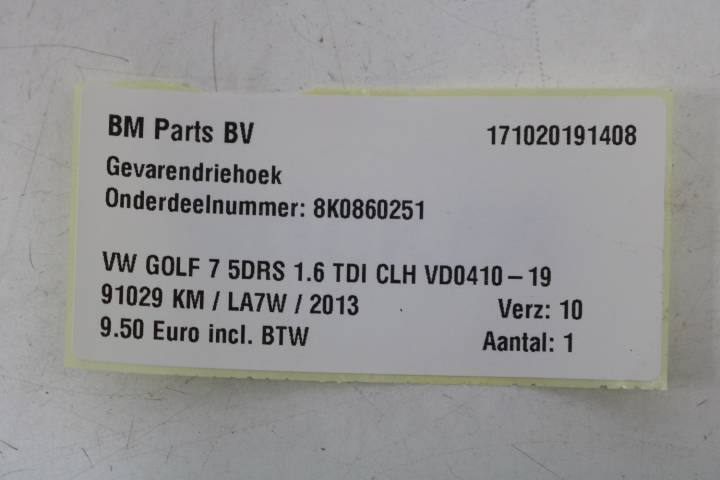 BM Parts BV 171020191408
Gevarendriehoek
Onderdeelnummer: 8K0860251
VW GOLF 7 5DRS 1.6 TDI CLH VD0410-19
91029 KM / LA7W / 2013 Verz: 10
9.50 Euro incl. BTW Aantal: 1